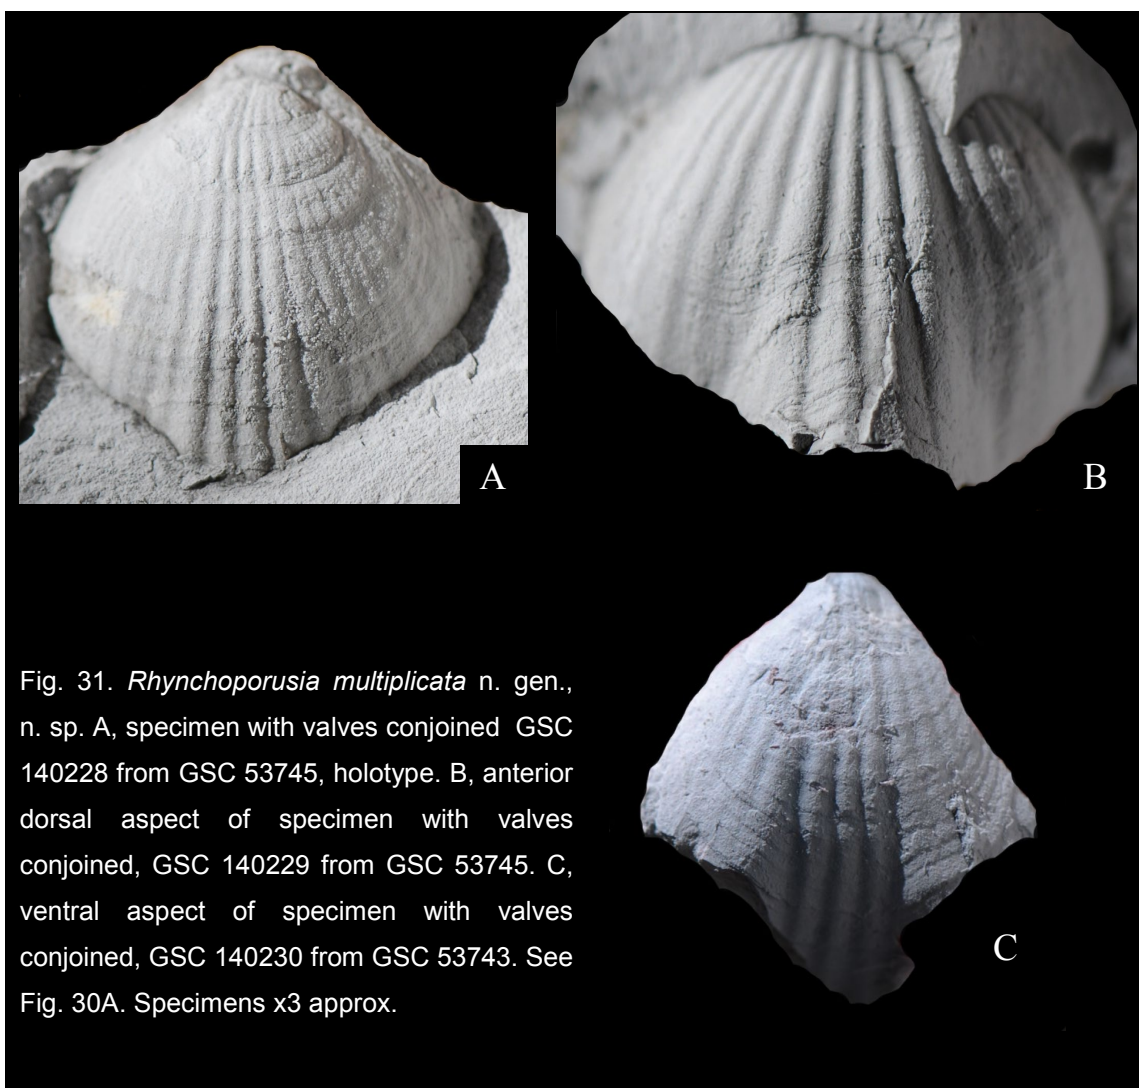 A
B
C
Fig. 31. Rhynchoporusia multiplicata n. gen.,
n. sp. A, specimen with valves conjoined GSC
140228 from GSC 53745, holotype. B, anterior
dorsal aspect of specimen with valves
conjoined, GSC 140229 from GSC 53745. C,
ventral aspect of specimen with valves
conjoined, GSC 140230 from GSC 53743. See
Fig. 30A. Specimens x3 approx.